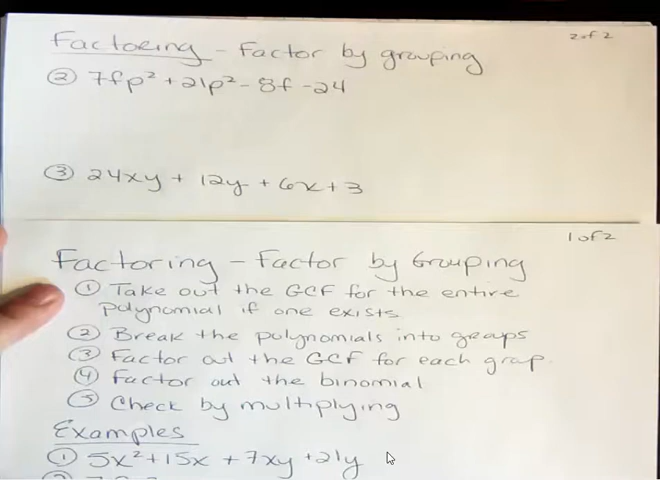 2 of 2
Factoring - Factor by grouping
② 7fp² + 21p² - 8f - 24
③ 24xy + 12y + 6x + 3
1 of 2
Factoring - Factor by Grouping
① Take out the GCF for the entire
polynomial if one exists
② Break the polynomials into groups
③ Factor out the GCF for each group.
④ Factor out the binomial
⑤ Check by multiplying
Examples
① 5x² + 15x + 7xy + 21y